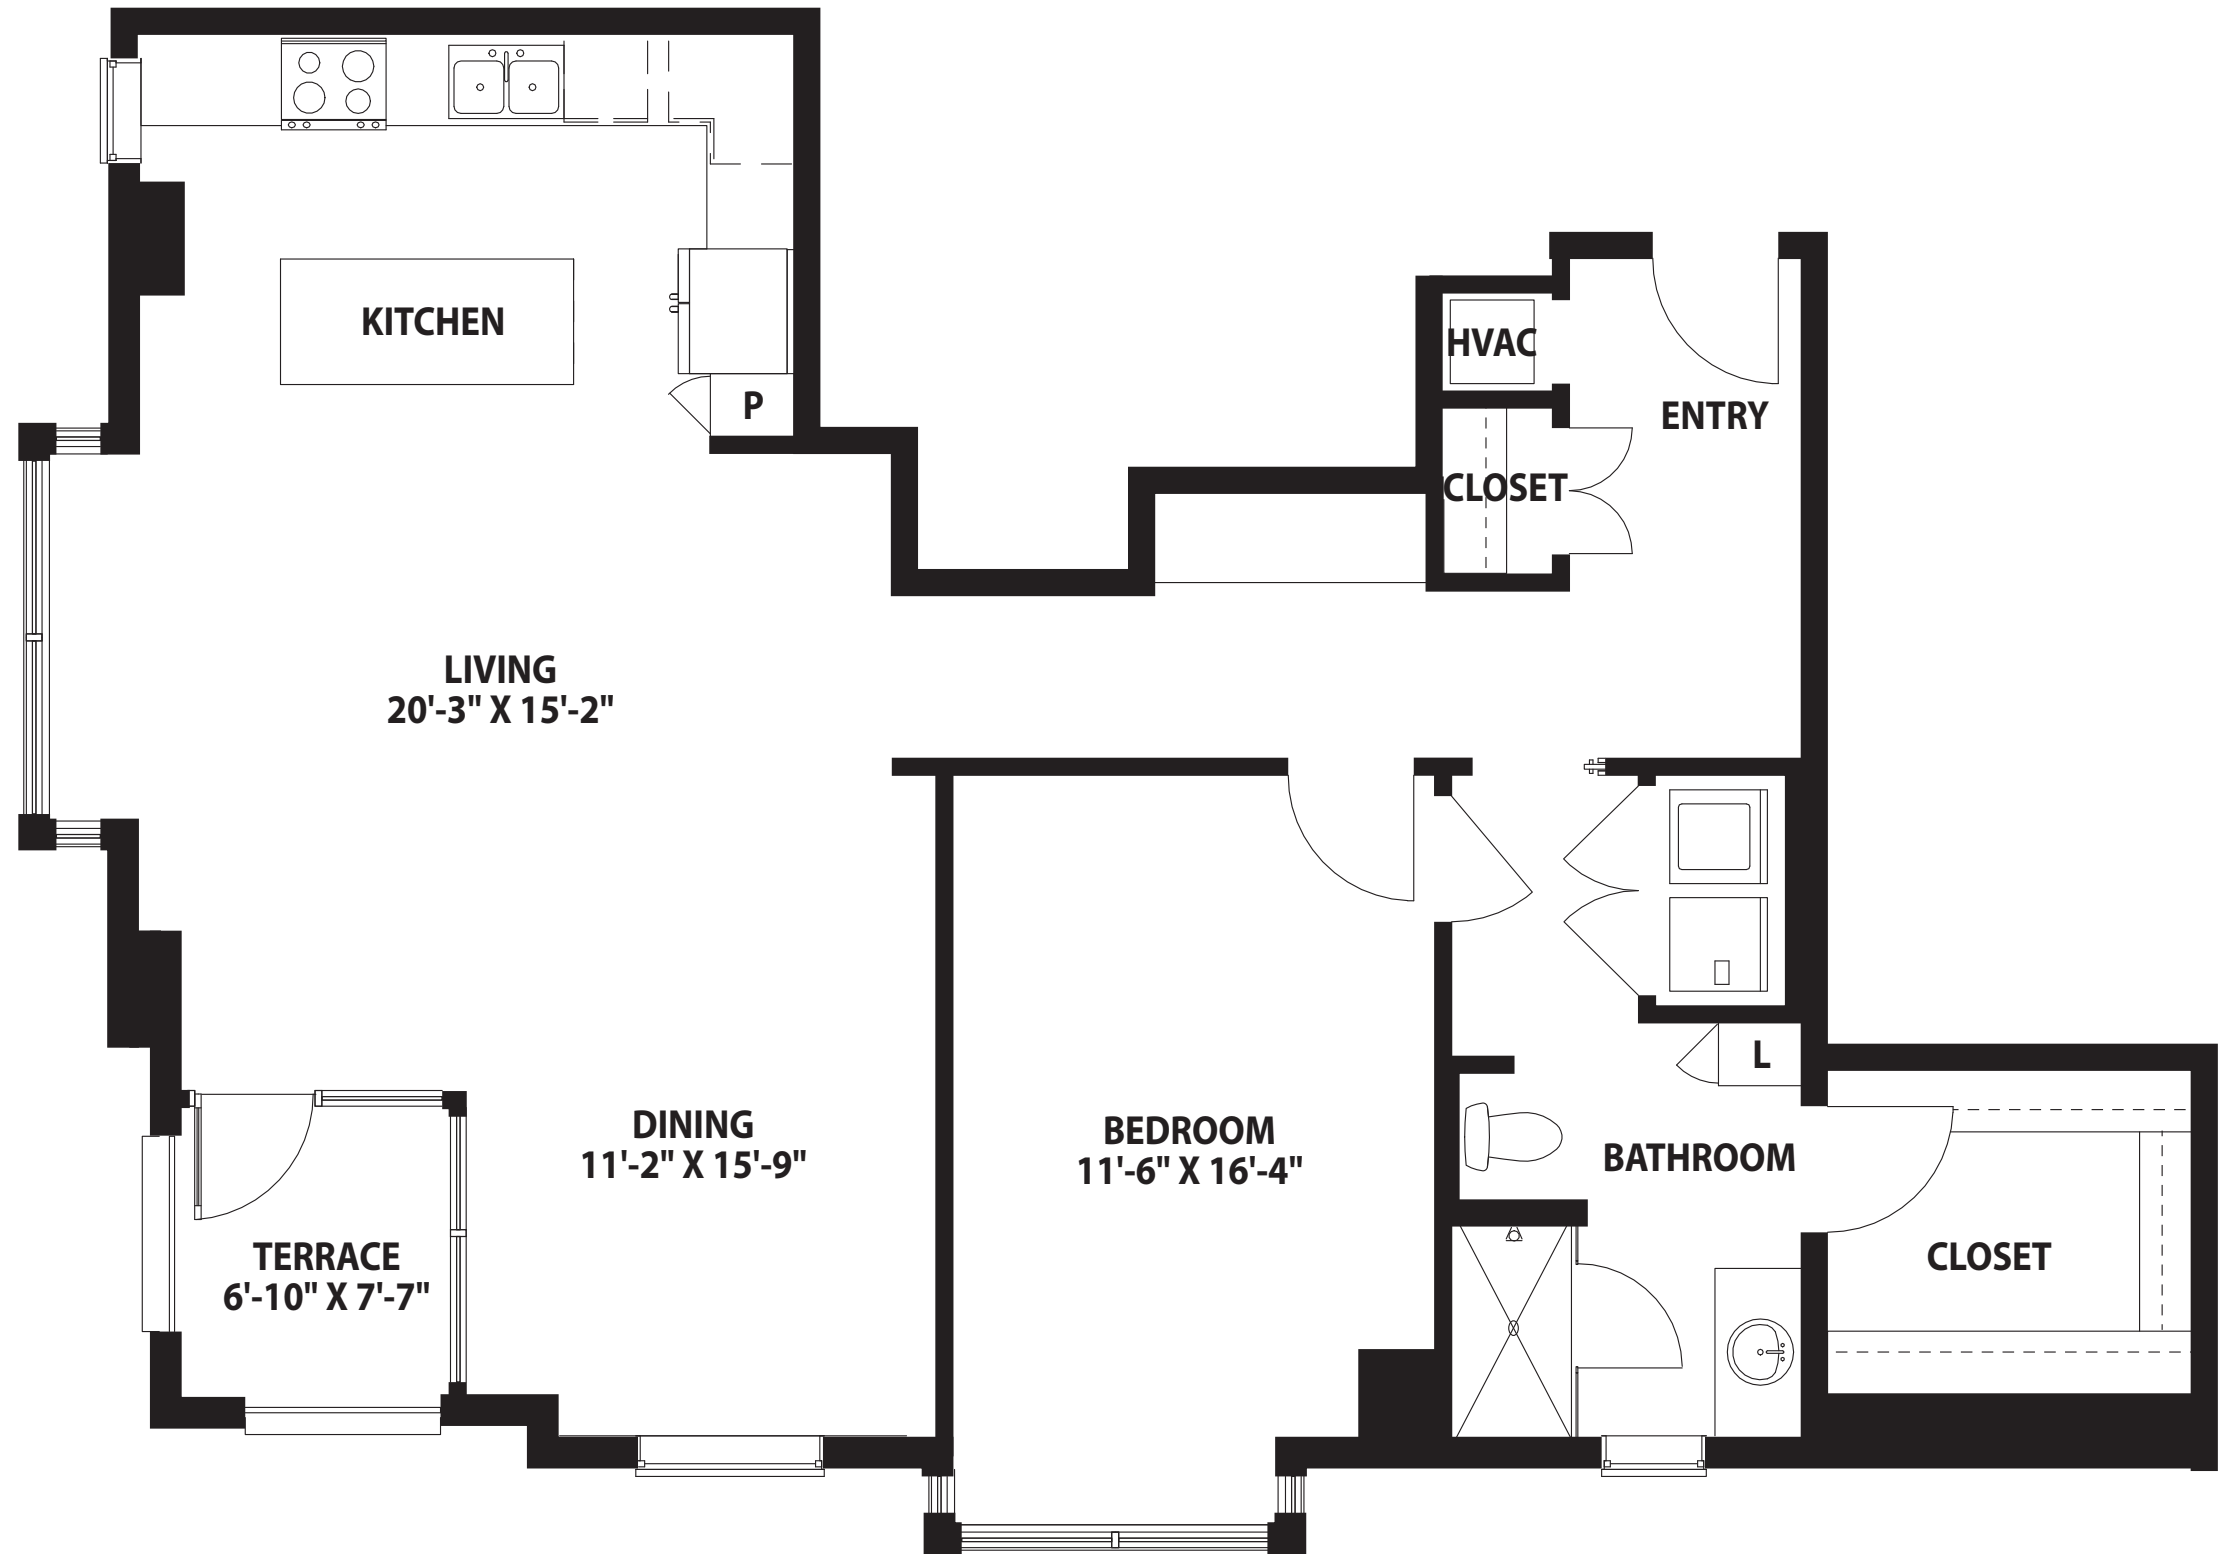 KITCHEN
HVAC
P
ENTRY
CLOSET
LIVING
20'-3" X 15'-2"
L
DINING
11'-2" X 15'-9"
BEDROOM
11'-6" X 16'-4"
BATHROOM
TERRACE
6'-10" X 7'-7"
CLOSET